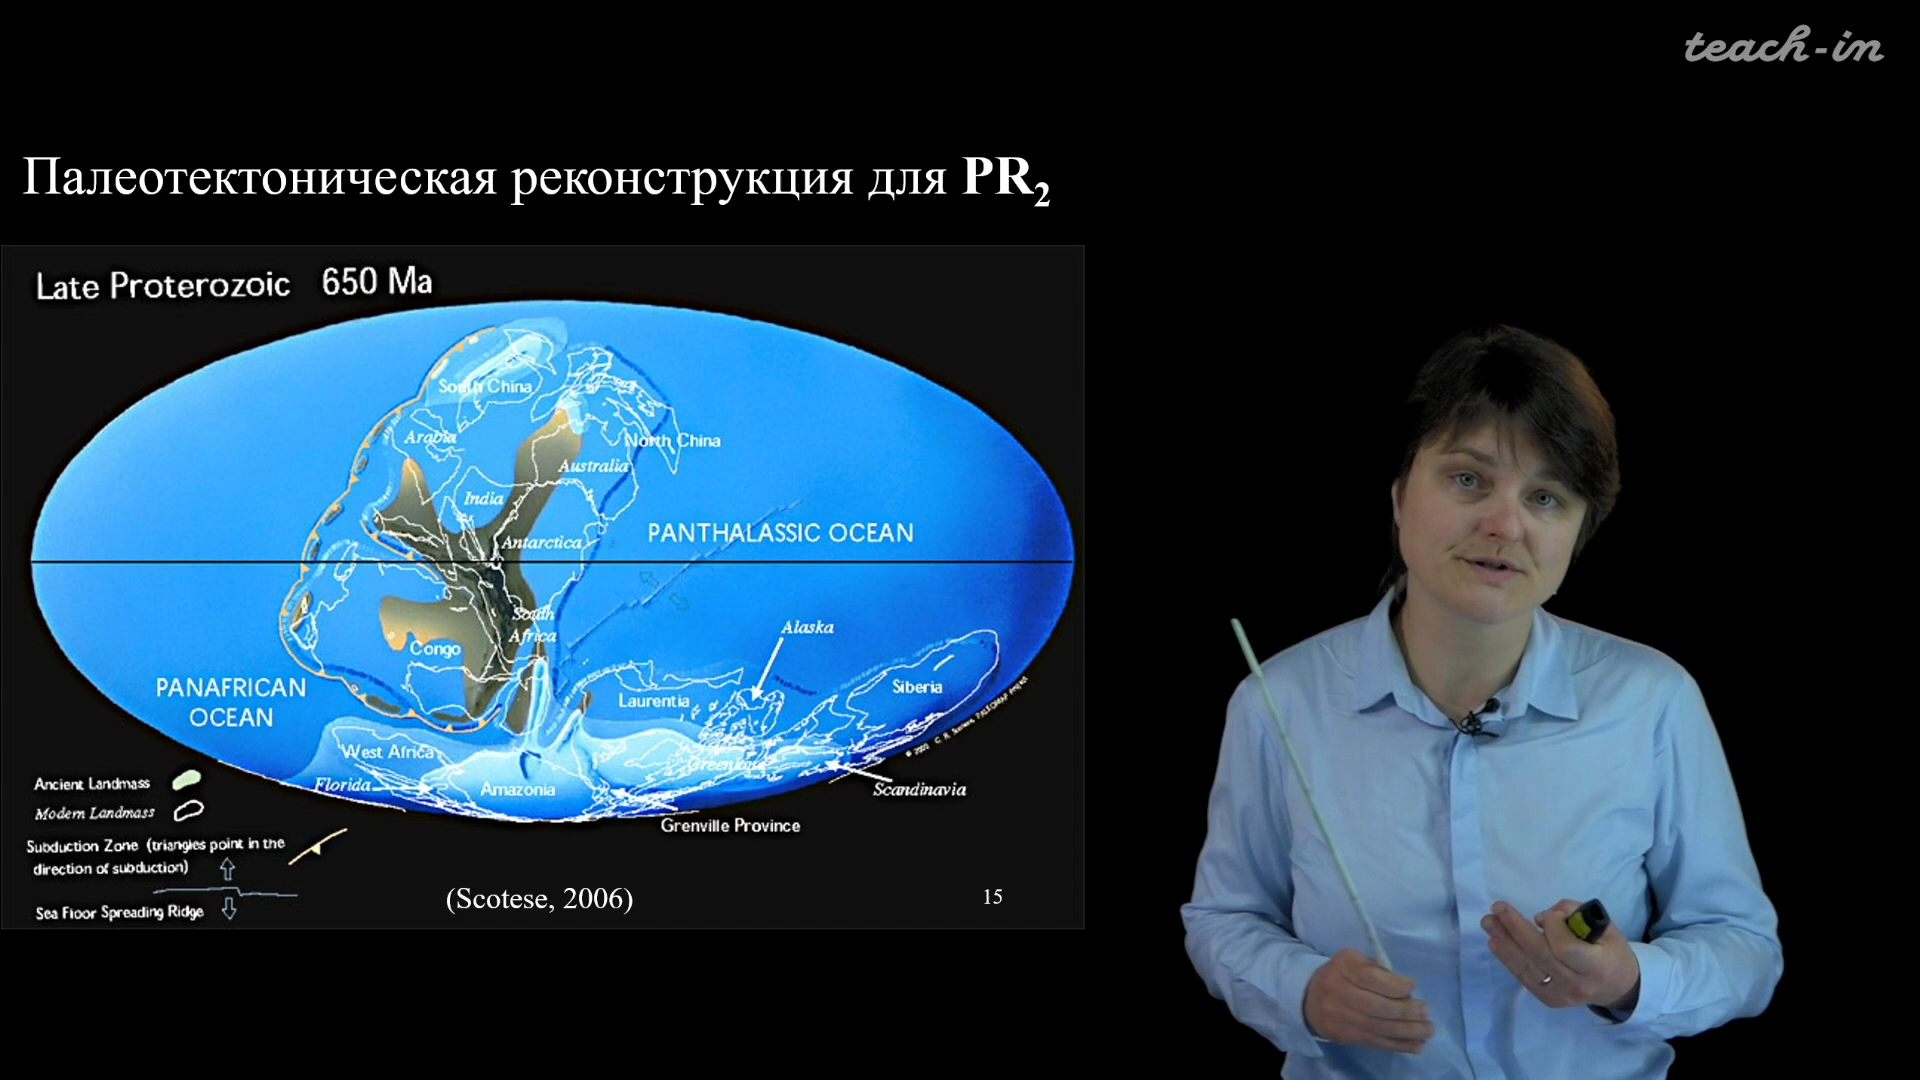 teach-in
Палеотектоническая реконструкция для PR₂
Late Proterozoic 650 Ma
South China
Arabia
North China
Australia
India
PANTHALASSIC OCEAN
Antarctica
South
Africa
Alaska
Congo
PANAFRICAN
OCEAN
Laurentia
Siberia
West Africa
Greenland
Florida
Amazonia
Scandinavia
Grenville Province
Ancient Landmass
Modern Landmass
Subduction Zone (triangles point in the
direction of subduction)
Sea Floor Spreading Ridge
(Scotese, 2006)
15